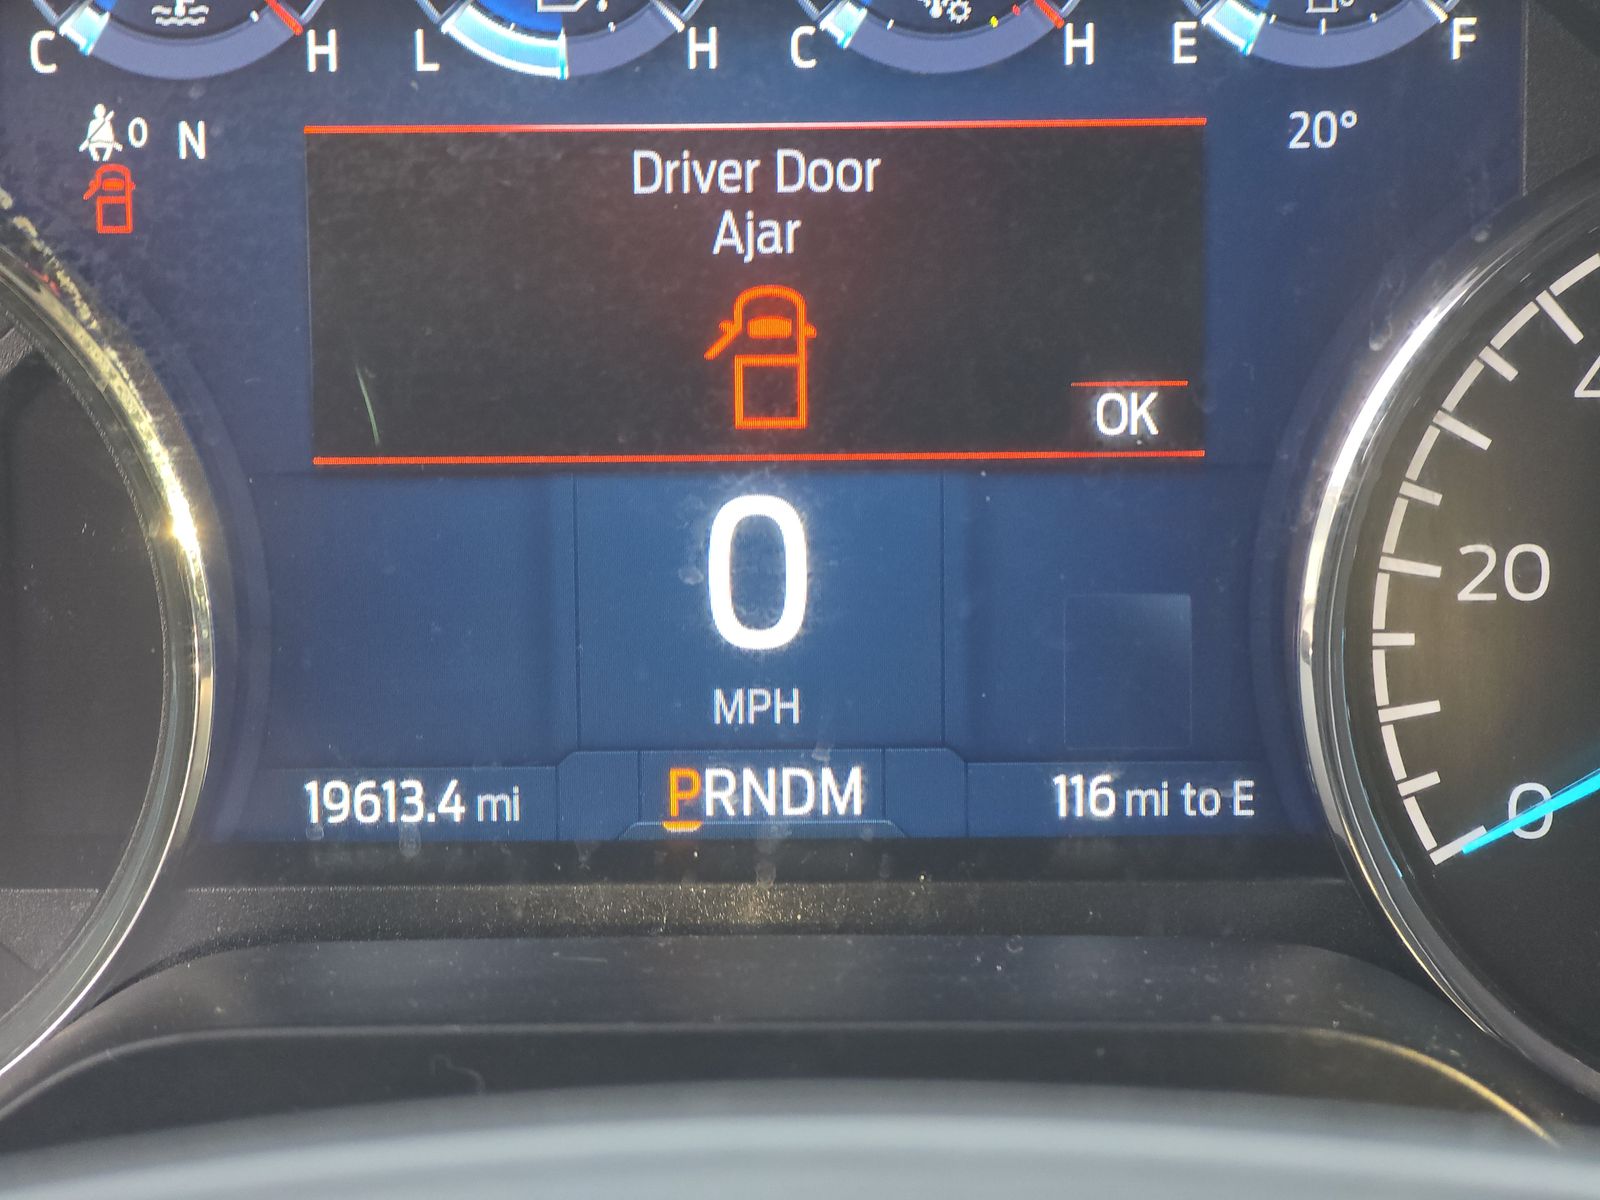 C H L H C H E F
0 N 20°
Driver Door
Ajar
OK
0
MPH
20
0
19613.4 mi PRNDM 116 mi to E